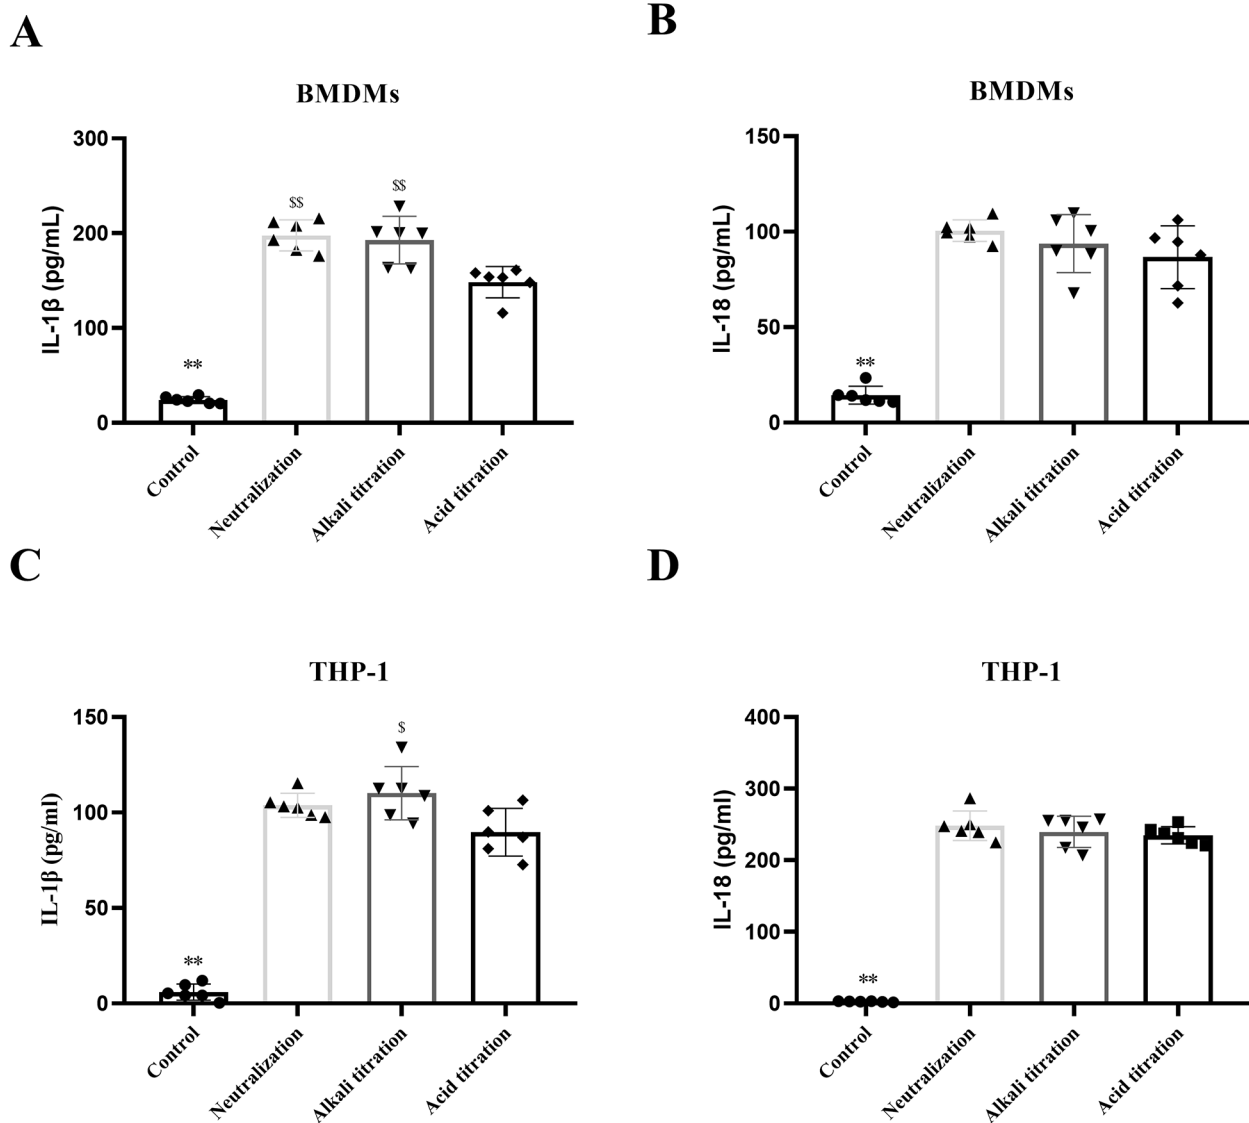 A
BMDMs
IL-1β (pg/mL)
300
200
100
0
**
$$
$$
Control
Neutralization
Alkali titration
Acid titration
B
BMDMs
IL-18 (pg/mL)
150
100
50
0
**
Control
Neutralization
Alkali titration
Acid titration
C
THP-1
IL-1β (pg/ml)
150
100
50
0
**
$
Control
Neutralization
Alkali titration
Acid titration
D
THP-1
IL-18 (pg/ml)
400
300
200
100
0
**
Control
Neutralization
Alkali titration
Acid titration